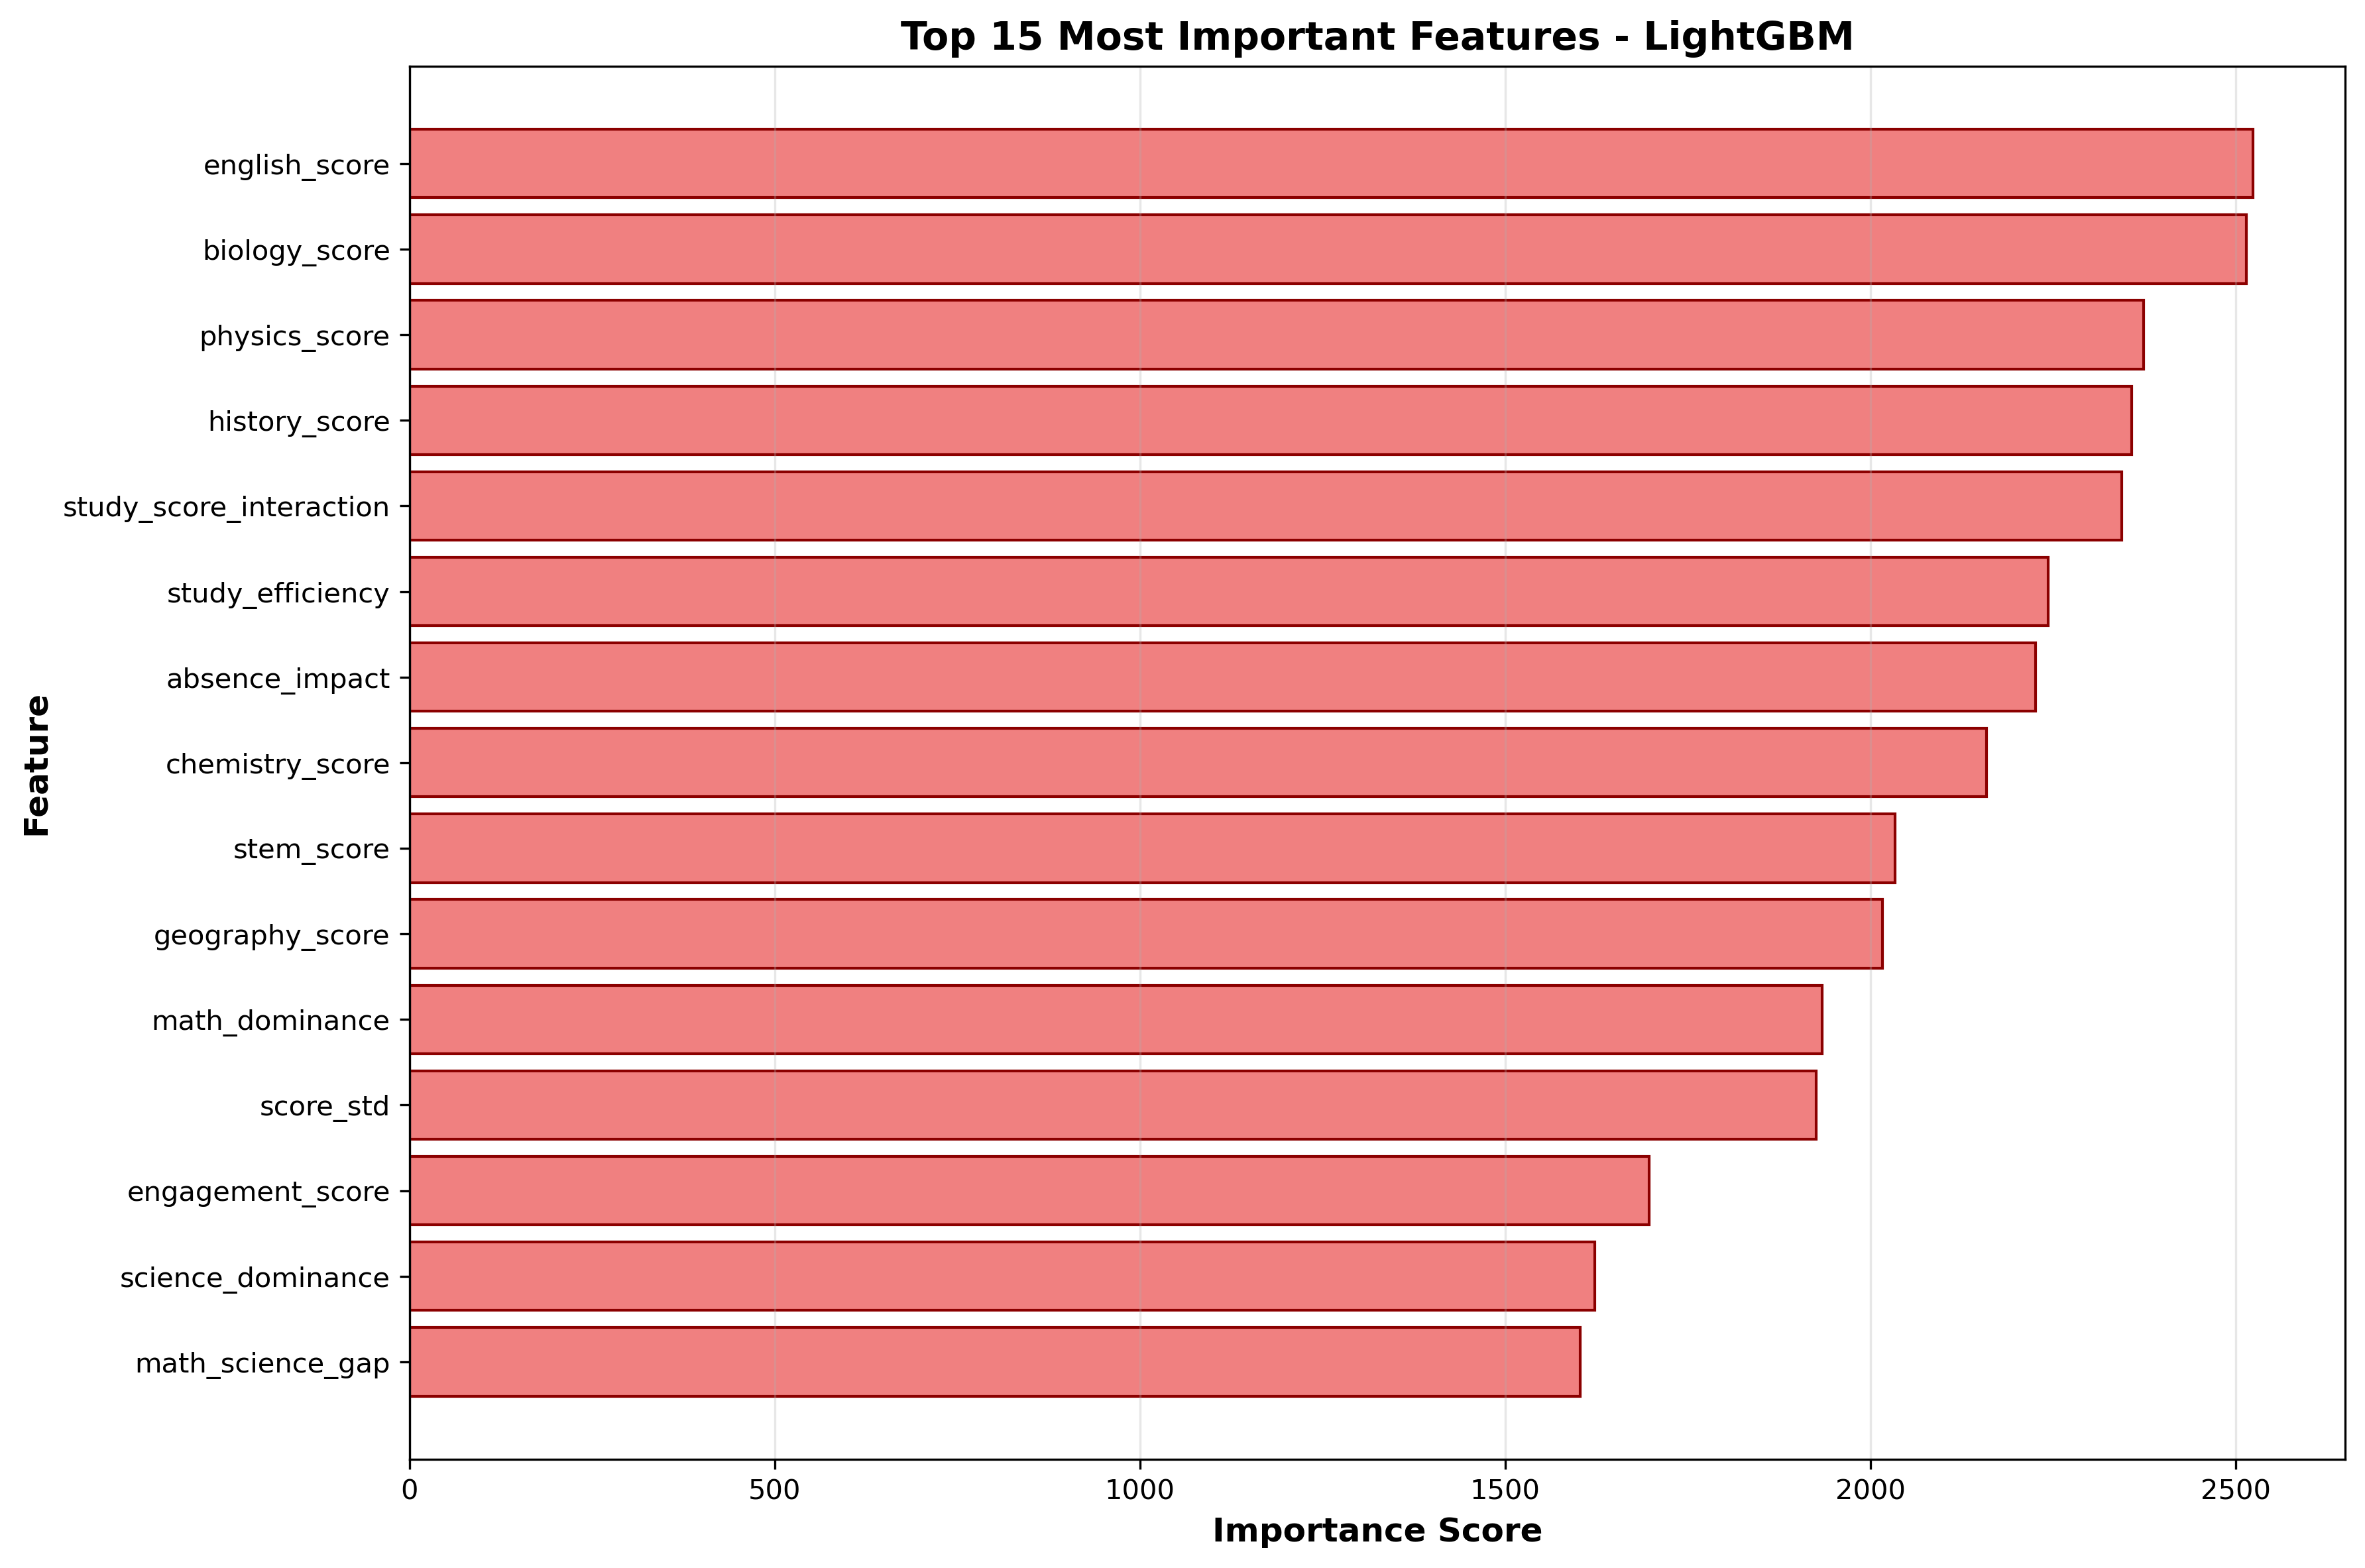 Top 15 Most Important Features - LightGBM
english_score
biology_score
physics_score
history_score
study_score_interaction
study_efficiency
absence_impact
chemistry_score
stem_score
geography_score
math_dominance
score_std
engagement_score
science_dominance
math_science_gap
Feature
0 500 1000 1500 2000 2500
Importance Score